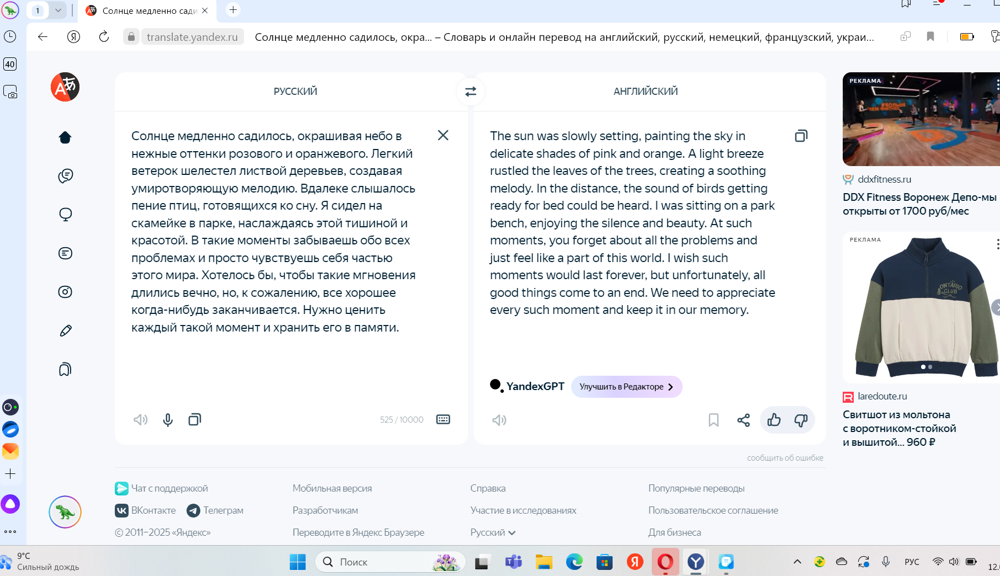 1
Солнце медленно сади
40
translate.yandex.ru
Солнце медленно садилось, окра... – Словарь и онлайн перевод на английский, русский, немецкий, французский, украи...
РУССКИЙ
АНГЛИЙСКИЙ
Солнце медленно садилось, окрашивая небо в
нежные оттенки розового и оранжевого. Легкий
ветерок шелестел листвой деревьев, создавая
умиротворяющую мелодию. Вдалеке слышалось
пение птиц, готовящихся ко сну. Я сидел на
скамейке в парке, наслаждаясь этой тишиной и
красотой. В такие моменты забываешь обо всех
проблемах и просто чувствуешь себя частью
этого мира. Хотелось бы, чтобы такие мгновения
длились вечно, но, к сожалению, все хорошее
когда-нибудь заканчивается. Нужно ценить
каждый такой момент и хранить его в памяти.
525 / 10000
The sun was slowly setting, painting the sky in
delicate shades of pink and orange. A light breeze
rustled the leaves of the trees, creating a soothing
melody. In the distance, the sound of birds getting
ready for bed could be heard. I was sitting on a park
bench, enjoying the silence and beauty. At such
moments, you forget about all the problems and
just feel like a part of this world. I wish such
moments would last forever, but unfortunately, all
good things come to an end. We need to appreciate
every such moment and keep it in our memory.
YandexGPT
Улучшить в Редакторе
сообщить об ошибке
РЕКЛАМА
#БОЛЬШЕ
ЧЕМ ФИТНЕС
ddxfitness.ru
DDX Fitness Воронеж Депо-мы
открыты от 1700 руб/мес
РЕКЛАМА
ONTARIO
CLUB
laredoute.ru
Свитшот из мольтона
с воротником-стойкой
и вышитой... 960 ₽
Чат с поддержкой
Мобильная версия
Справка
Популярные переводы
ВКонтакте
Телеграм
Разработчикам
Участие в исследованиях
Пользовательское соглашение
© 2011–2025 «Яндекс»
Переводите в Яндекс Браузере
Русский
Для бизнеса
9°C
Сильный дождь
Поиск
РУС
12.